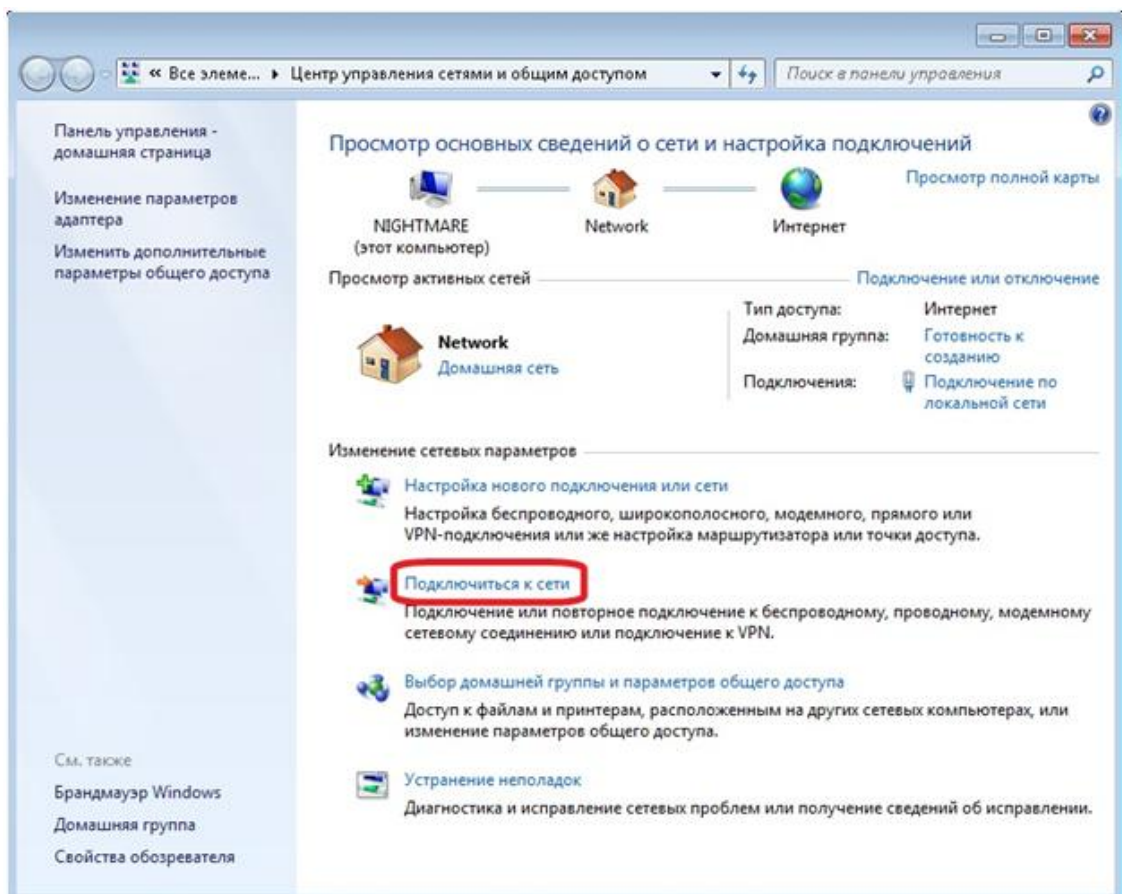 « Все элеме... ▸ Центр управления сетями и общим доступом
Поиск в панели управления
Панель управления -
домашняя страница
Изменение параметров
адаптера
Изменить дополнительные
параметры общего доступа
Просмотр основных сведений о сети и настройка подключений
NIGHTMARE
(этот компьютер)
Network
Интернет
Просмотр полной карты
Просмотр активных сетей
Подключение или отключение
Network
Домашняя сеть
Тип доступа: Интернет
Домашняя группа: Готовность к
созданию
Подключения: Подключение по
локальной сети
Изменение сетевых параметров
Настройка нового подключения или сети
Настройка беспроводного, широкополосного, модемного, прямого или
VPN-подключения или же настройка маршрутизатора или точки доступа.
Подключиться к сети
Подключение или повторное подключение к беспроводному, проводному, модемному
сетевому соединению или подключение к VPN.
Выбор домашней группы и параметров общего доступа
Доступ к файлам и принтерам, расположенным на других сетевых компьютерах, или
изменение параметров общего доступа.
Устранение неполадок
Диагностика и исправление сетевых проблем или получение сведений об исправлении.
См. также
Брандмауэр Windows
Домашняя группа
Свойства обозревателя